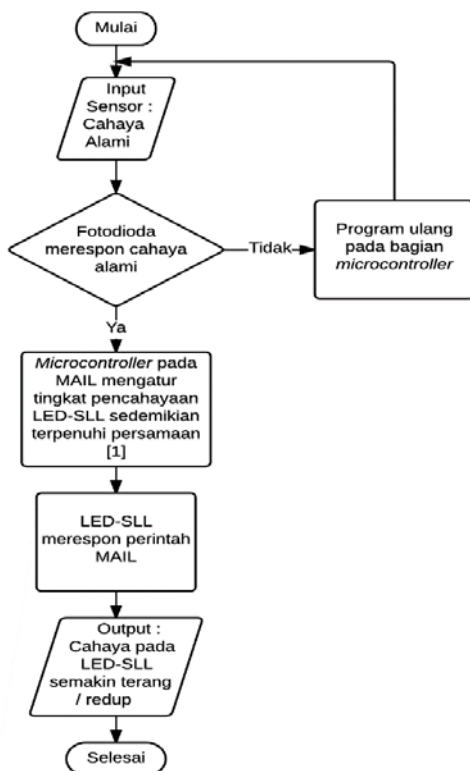 Mulai
Input
Sensor :
Cahaya
Alami
Fotodioda
merespon cahaya
alami
Tidak
Program ulang
pada bagian
microcontroller
Ya
Microcontroller pada
MAIL mengatur
tingkat pencahayaan
LED-SLL sedemikian
terpenuhi persamaan
[1]
LED-SLL
merespon perintah
MAIL
Output :
Cahaya pada
LED-SLL
semakin terang
/ redup
Selesai